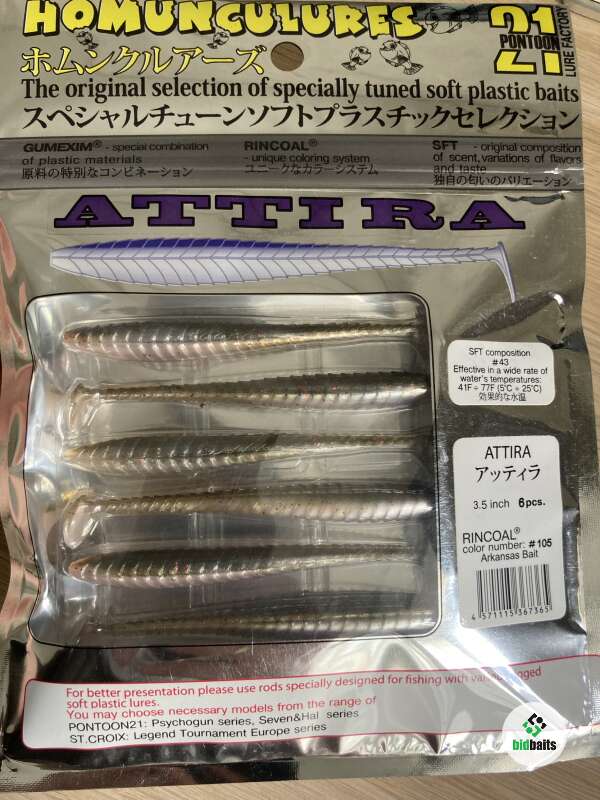 HOMUNCULURES
21
PONTOON
LURE FACTORY
ホムンクルアーズ
The original selection of specially tuned soft plastic baits
スペシャルチューンソフトプラスチックセレクション
GUMEXIM® - special combination
of plastic materials
原料の特別なコンビネーション
RINCOAL®
- unique coloring system
ユニークなカラーシステム
SFT - original composition
of scent, variations of flavors
and taste
独自の匂いのバリエーション
ATTIRA
SFT composition
#43
Effective in a wide rate of
water's temperatures:
41F ÷ 77F (5°C ÷ 25°C)
効果的な水温
ATTIRA
アッティラ
3.5 inch 6pcs.
RINCOAL®
color number: #105
Arkansas Bait
4 571115 367365
For better presentation please use rods specially designed for fishing with rigged
soft plastic lures.
You may choose necessary models from the range of
PONTOON21: Psychogun series, Seven&Hal series
ST.CROIX: Legend Tournament Europe series
bidbaits